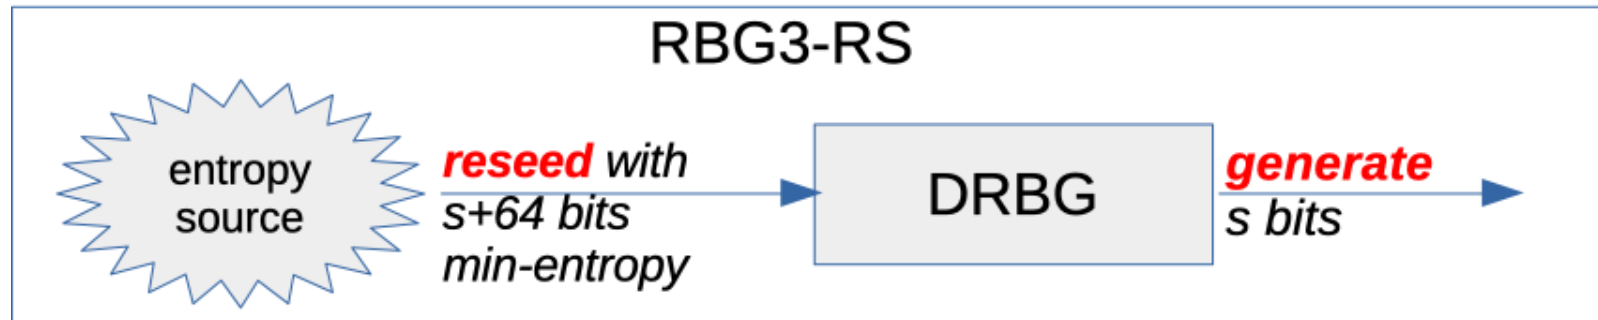 RBG3-RS
entropy
source
reseed with
s+64 bits
min-entropy
DRBG
generate
s bits